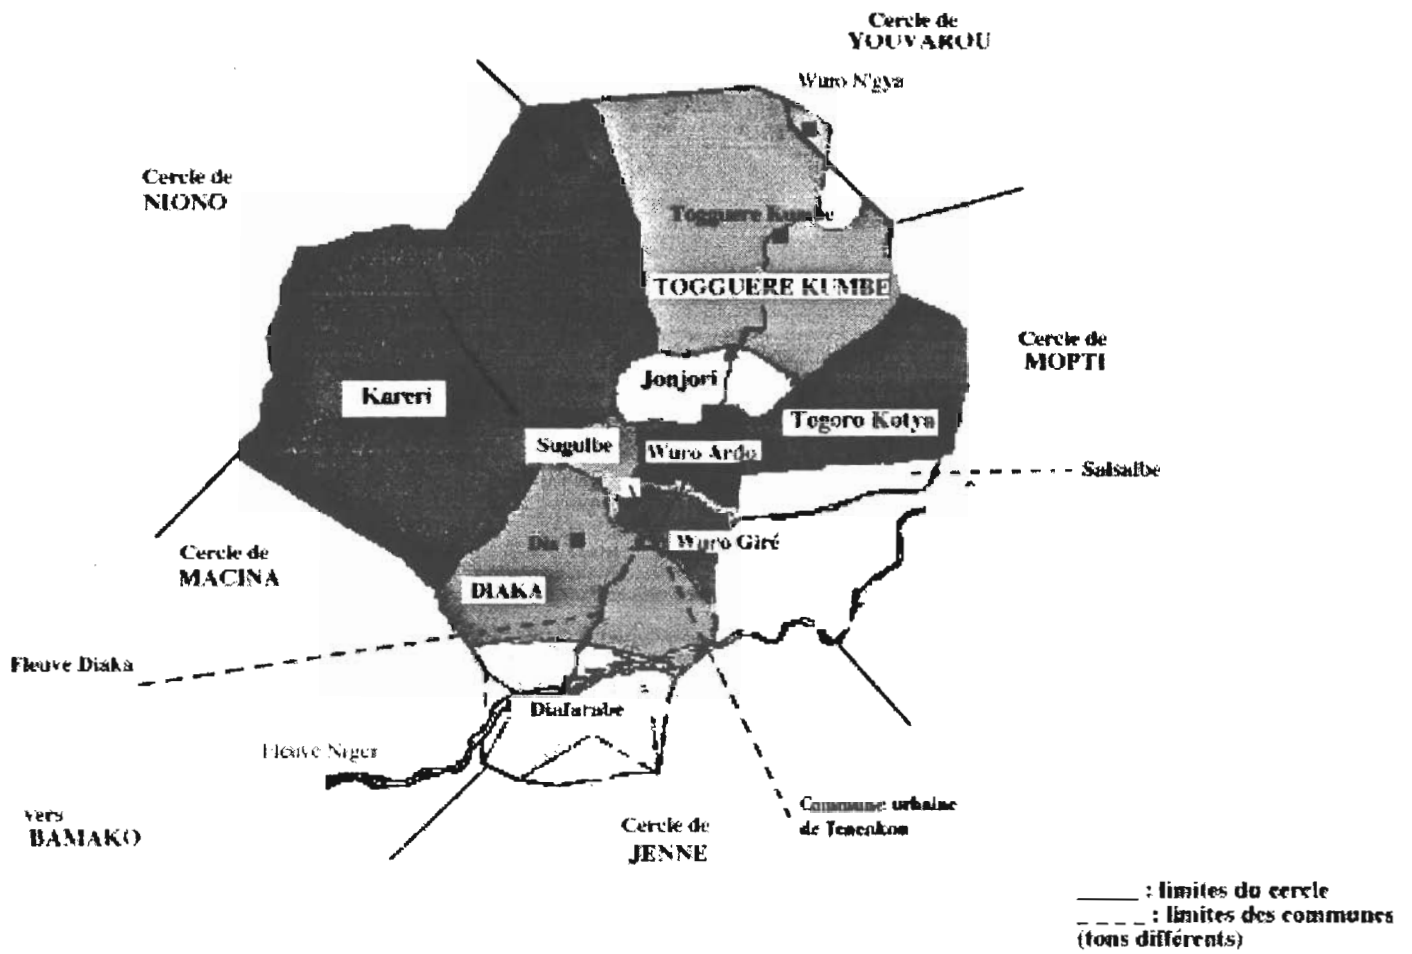 Cercle de
YOUVAROU
Wuro N'gya
Cercle de
NIONO
Togguere Kumbe
TOGGUERE KUMBE
Cercle de
MOPTI
Jonjori
Kareri
Togoro Kotya
Sugulbe
Wuro Ardo
Salsalbe
Dia
Wuro Giré
Cercle de
MACINA
DIAKA
Fleuve Diaka
Diafarabe
Fleuve Niger
Commune urbaine
de Tenenkou
vers
BAMAKO
Cercle de
JENNE
: limites du cercle
: limites des communes
(tons différents)